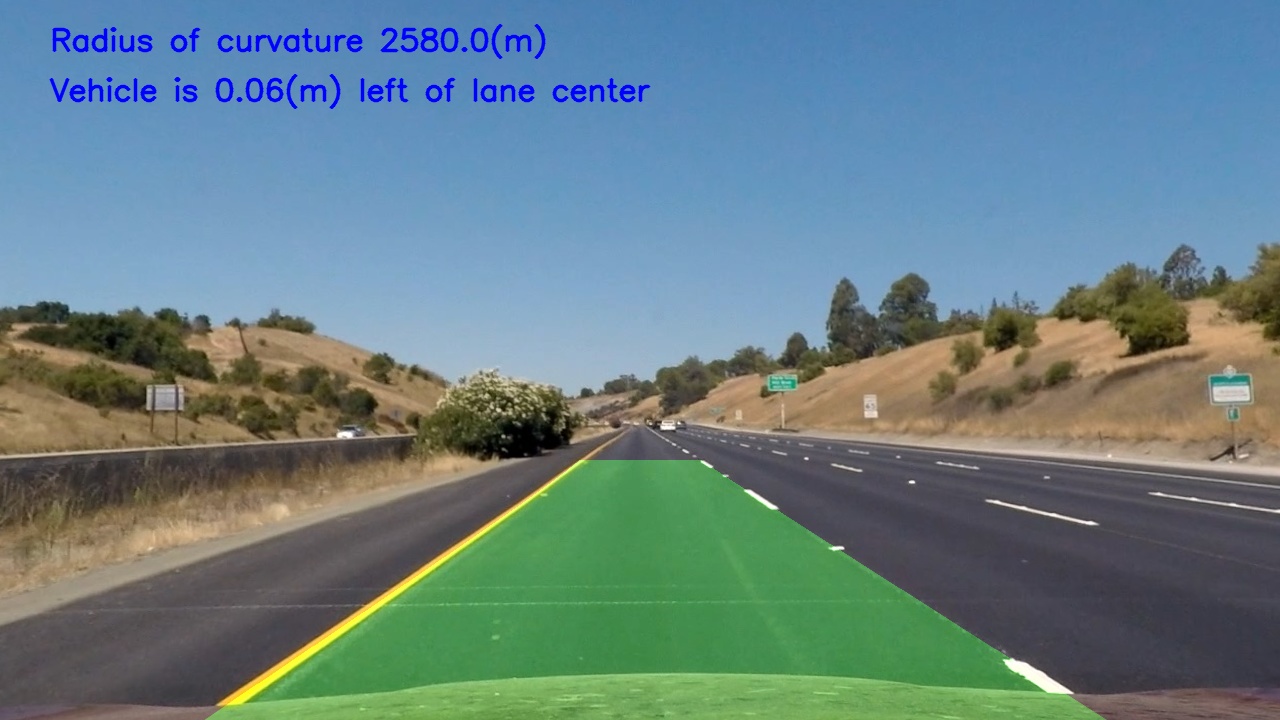 Radius of curvature 2580.0(m)
Vehicle is 0.06(m) left of lane center